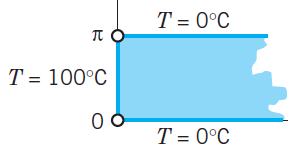 T = 0°C
π
T = 100°C
0
T = 0°C